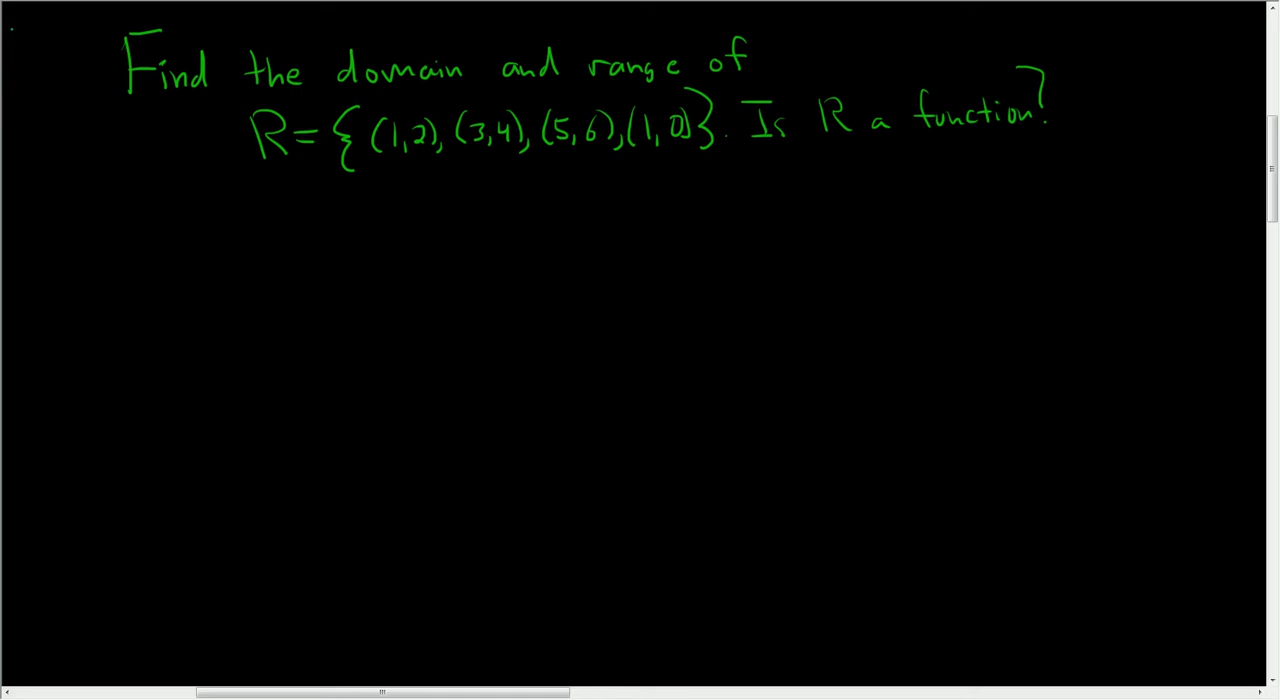 Find the domain and range of
R = {(1,2), (3,4), (5,6), (1,0)}. Is R a function?